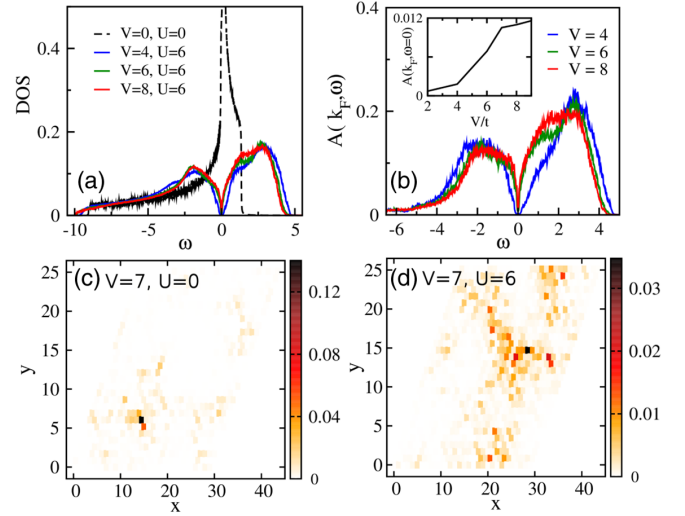 V=0, U=0
V=4, U=6
V=6, U=6
V=8, U=6
DOS
0.4
0.2
0
-10
-5
0
5
ω
(a)
0.012
0
A(k_F,ω=0)
2
4
6
8
V/t
V = 4
V = 6
V = 8
A( k_F,ω)
0.4
0.2
0
-6
-4
-2
0
2
4
ω
(b)
(c) V=7, U=0
y
25
20
15
10
5
0
0
10
20
30
40
x
0.12
0.08
0.04
0
(d) V=7, U=6
y
25
20
15
10
5
0
0
10
20
30
40
x
0.03
0.02
0.01
0